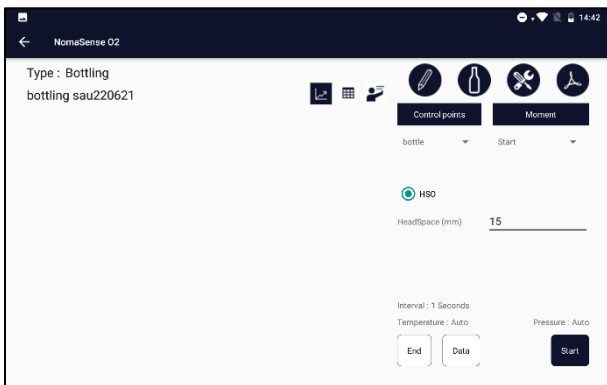 14:42
NomaSense O2
Type : Bottling
bottling sau220621
Control points
Moment
bottle
Start
HSO
HeadSpace (mm)
15
Interval : 1 Seconds
Temperature : Auto
Pressure : Auto
End
Data
Start